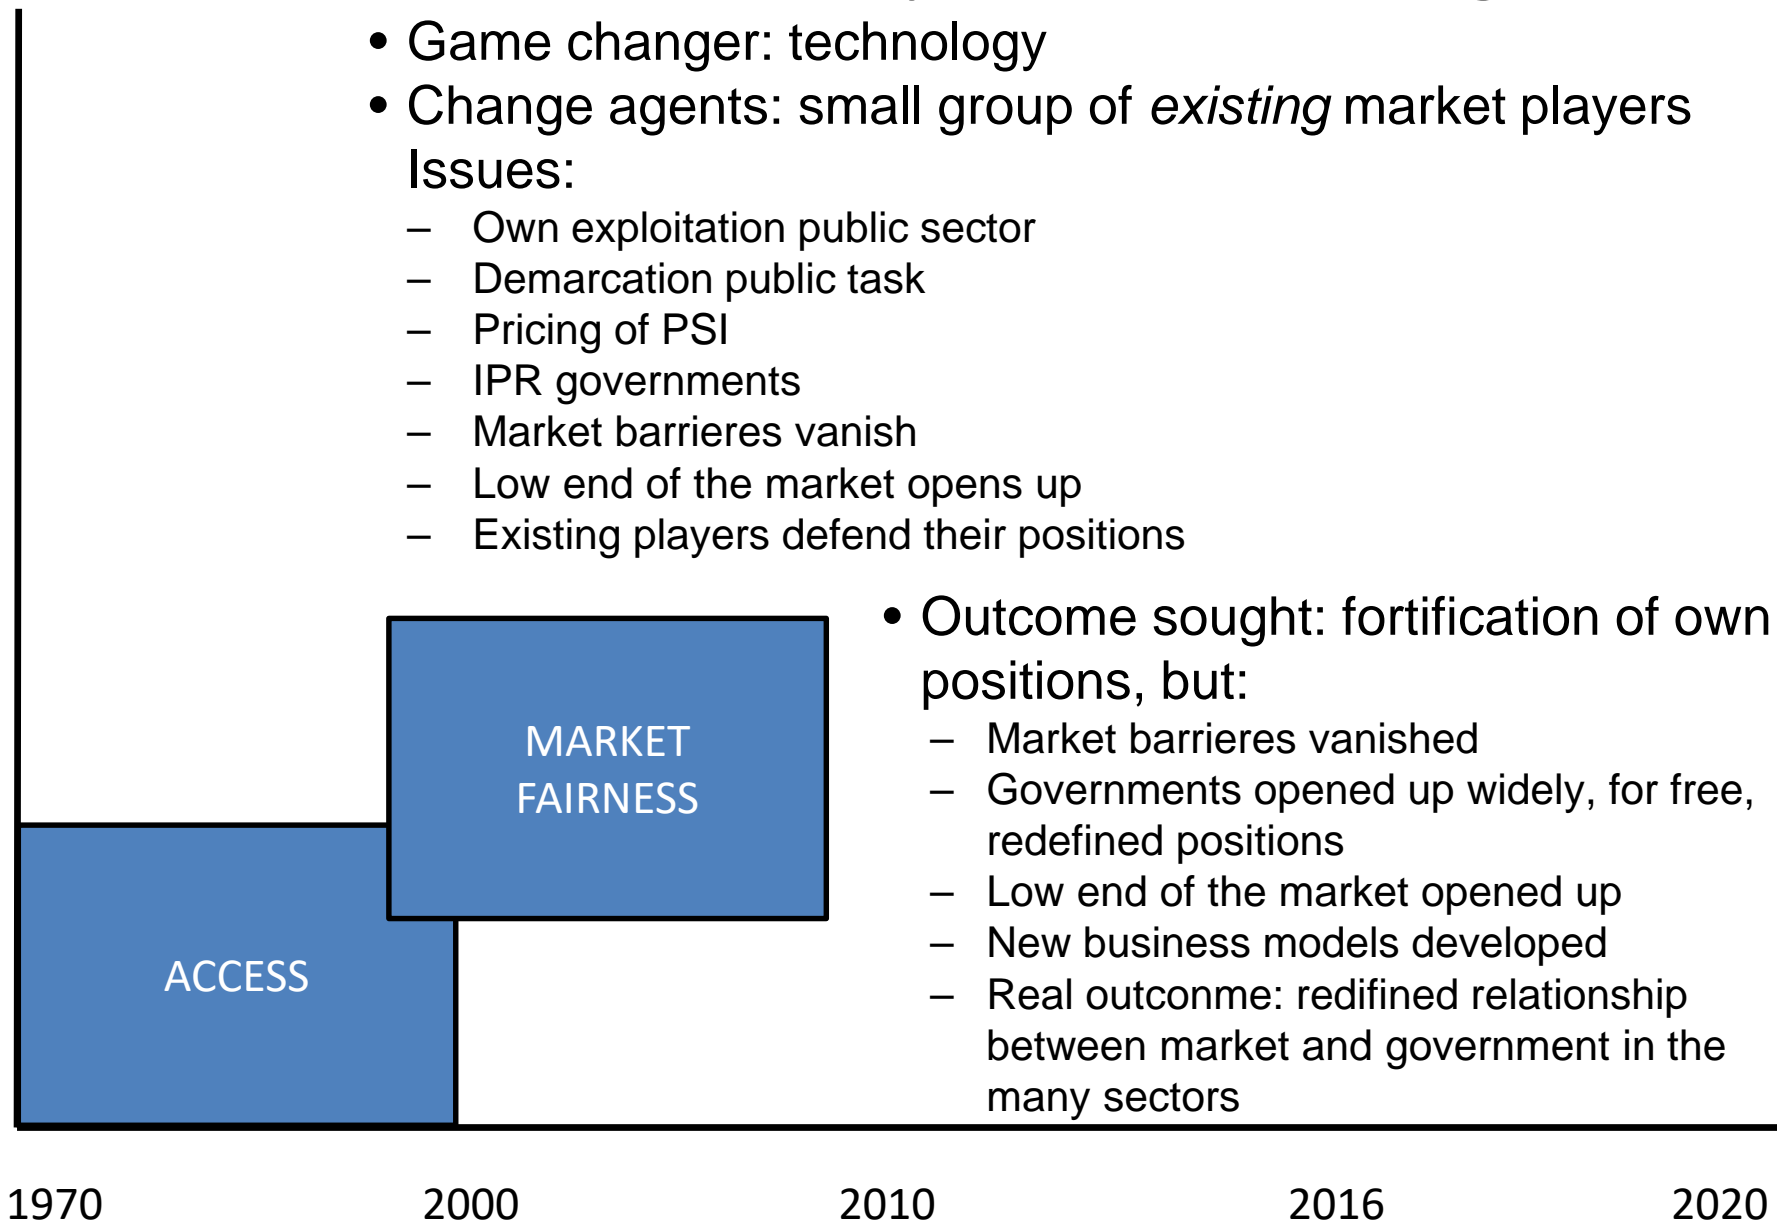 • Game changer: technology
• Change agents: small group of existing market players
Issues:
– Own exploitation public sector
– Demarcation public task
– Pricing of PSI
– IPR governments
– Market barrieres vanish
– Low end of the market opens up
– Existing players defend their positions
• Outcome sought: fortification of own
positions, but:
– Market barrieres vanished
– Governments opened up widely, for free,
redefined positions
– Low end of the market opened up
– New business models developed
– Real outconme: redifined relationship
between market and government in the
many sectors
MARKET
FAIRNESS
ACCESS
1970 2000 2010 2016 2020